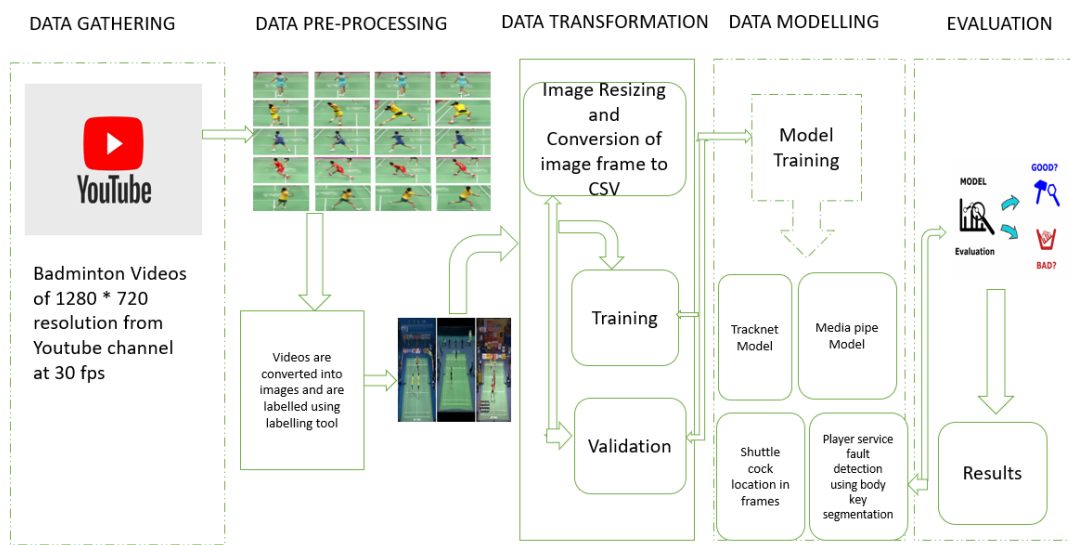 DATA GATHERING
DATA PRE-PROCESSING
DATA TRANSFORMATION
DATA MODELLING
EVALUATION
YouTube
Badminton Videos
of 1280 * 720
resolution from
Youtube channel
at 30 fps
Videos are
converted into
images and are
labelled using
labelling tool
Image Resizing
and
Conversion of
image frame to
CSV
Training
Validation
Model
Training
Tracknet
Model
Media pipe
Model
Shuttle
cock
location in
frames
Player service
fault
detection
using body
key
segmentation
MODEL
Evaluation
GOOD?
BAD?
Results